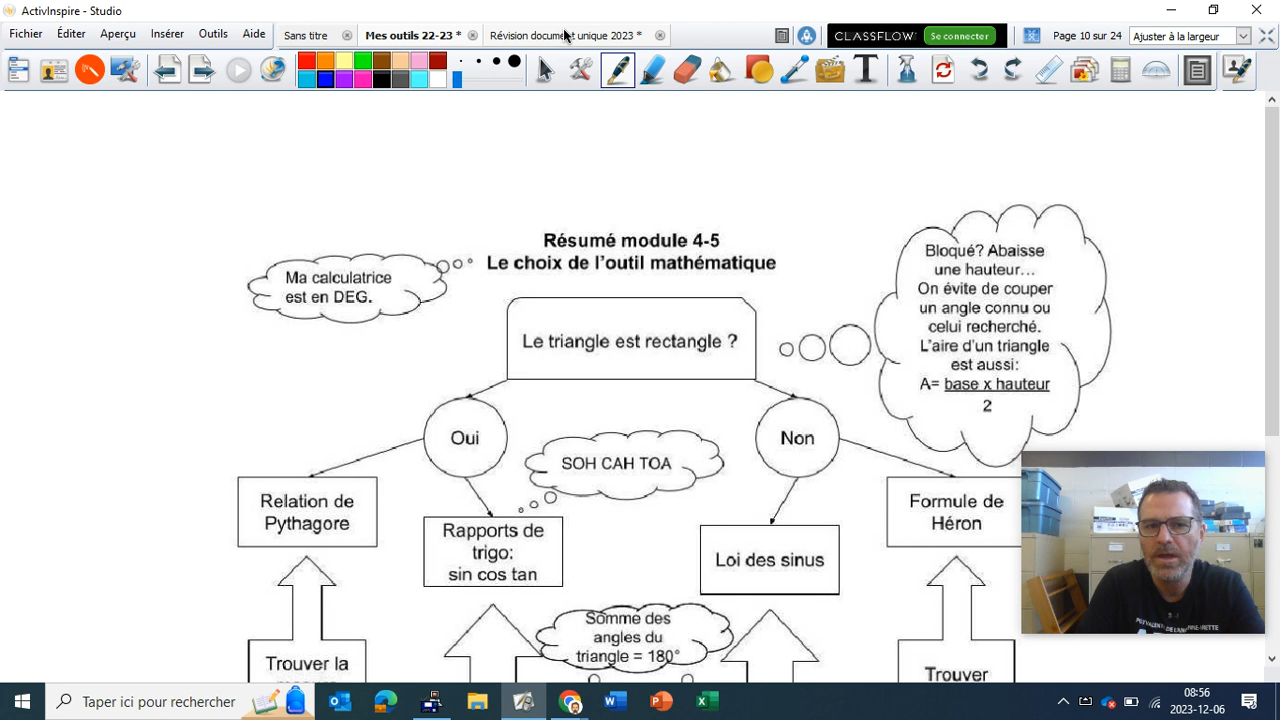 ActivInspire - Studio
Fichier Éditer Aperçu Insérer Outils Aide
Sans titre
Mes outils 22-23 *
Révision document unique 2023 *
CLASSFLOW
Se connecter
Page 10 sur 24
Ajuster à la largeur
Résumé module 4-5
Le choix de l'outil mathématique
Ma calculatrice
est en DEG.
Bloqué? Abaisse
une hauteur...
On évite de couper
un angle connu ou
celui recherché.
L'aire d'un triangle
est aussi:
A= base x hauteur
2
Le triangle est rectangle ?
Oui
Non
SOH CAH TOA
Relation de
Pythagore
Rapports de
trigo:
sin cos tan
Loi des sinus
Formule de
Héron
Somme des
angles du
triangle = 180°
Trouver la
Trouver
Taper ici pour rechercher
08:56
2023-12-06